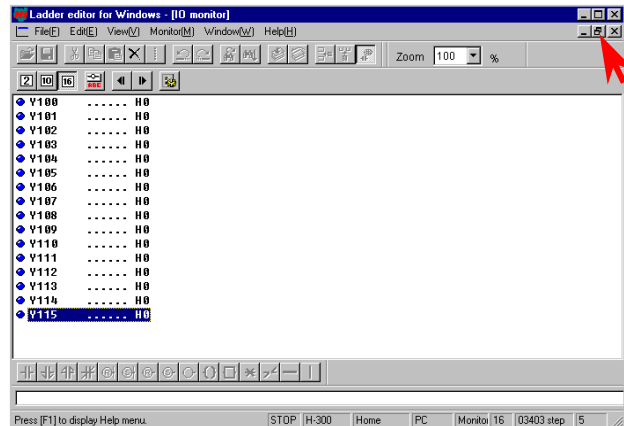 Ladder editor for Windows - [IO monitor]
File(F) Edit(E) View(V) Monitor(M) Window(W) Help(H)
Zoom 100 %
2 10 16 ABE
Y100 ...... H0
Y101 ...... H0
Y102 ...... H0
Y103 ...... H0
Y104 ...... H0
Y105 ...... H0
Y106 ...... H0
Y107 ...... H0
Y108 ...... H0
Y109 ...... H0
Y110 ...... H0
Y111 ...... H0
Y112 ...... H0
Y113 ...... H0
Y114 ...... H0
Y115 ...... H0
Press [F1] to display Help menu. STOP H-300 Home PC Monitor 16 03403 step 5